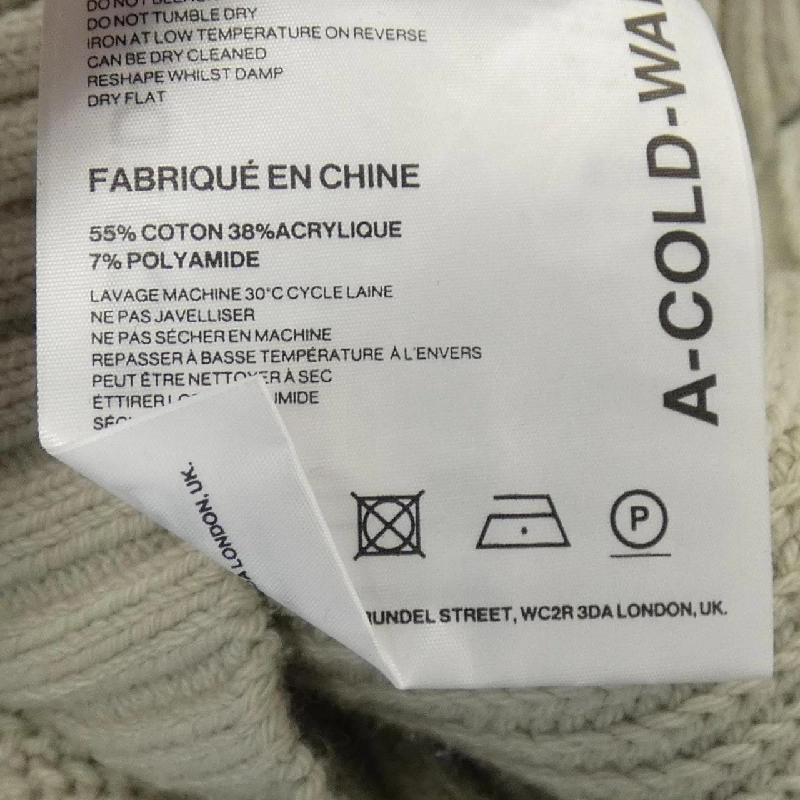 DO NOT
DO NOT TUMBLE DRY
IRON AT LOW TEMPERATURE ON REVERSE
CAN BE DRY CLEANED
RESHAPE WHILST DAMP
DRY FLAT
FABRIQUÉ EN CHINE
55% COTON 38%ACRYLIQUE
7% POLYAMIDE
LAVAGE MACHINE 30°C CYCLE LAINE
NE PAS JAVELLISER
NE PAS SÉCHER EN MACHINE
REPASSER À BASSE TEMPÉRATURE À L'ENVERS
PEUT ÊTRE NETTOYER À SEC
ÉTTIRER
A-COLD-WA
P
STREET, WC2R 3DA LONDON, UK.
LONDON, UK.